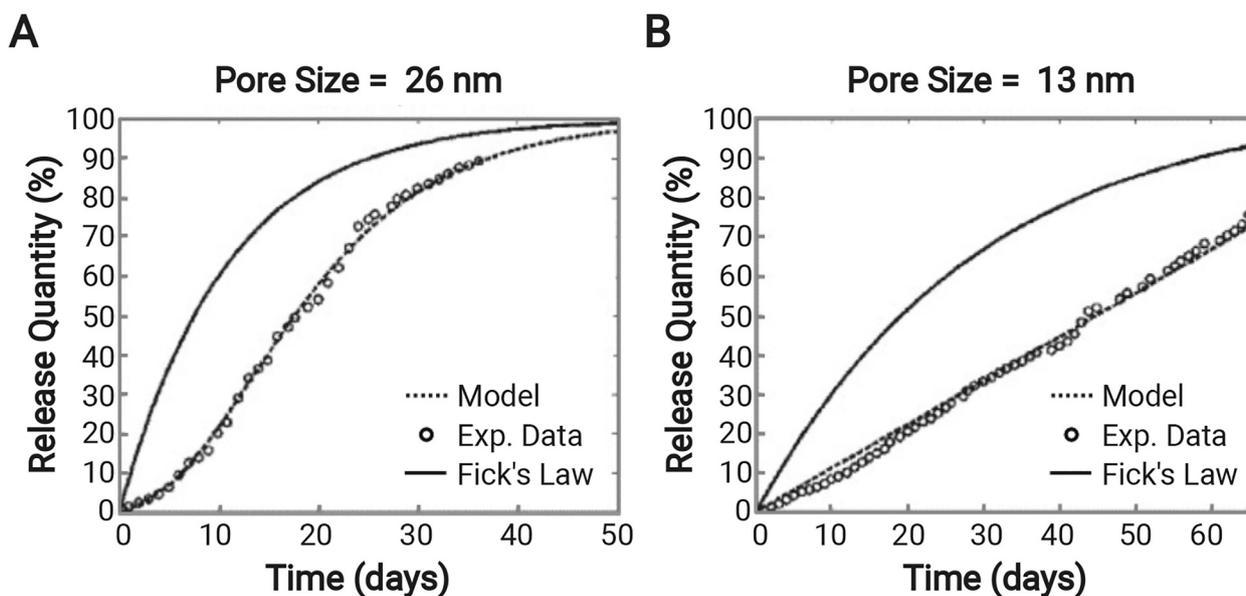 A
Pore Size = 26 nm
Release Quantity (%)
100
90
80
70
60
50
40
30
20
10
0
0 10 20 30 40 50
Time (days)
Model
Exp. Data
Fick's Law
B
Pore Size = 13 nm
Release Quantity (%)
100
90
80
70
60
50
40
30
20
10
0
0 10 20 30 40 50 60
Time (days)
Model
Exp. Data
Fick's Law